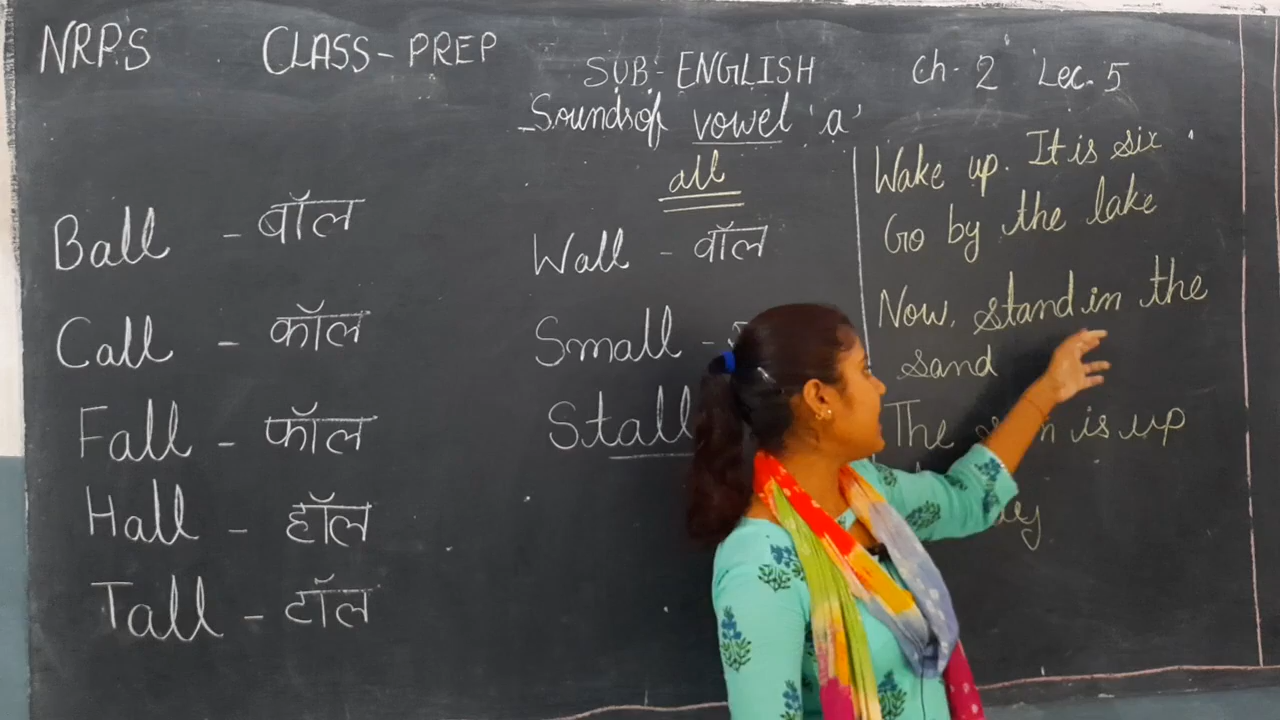 NRPS CLASS-PREP SUB-ENGLISH Ch-2 Lec-5
Sounds of vowel 'a'
all
Ball - बॉल
Call - कॉल
Fall - फॉल
Hall - हॉल
Tall - टॉल
Wall - वॉल
Small -
Stall
Wake up. It is six
Go by the lake
Now, stand in the
sand
The is up